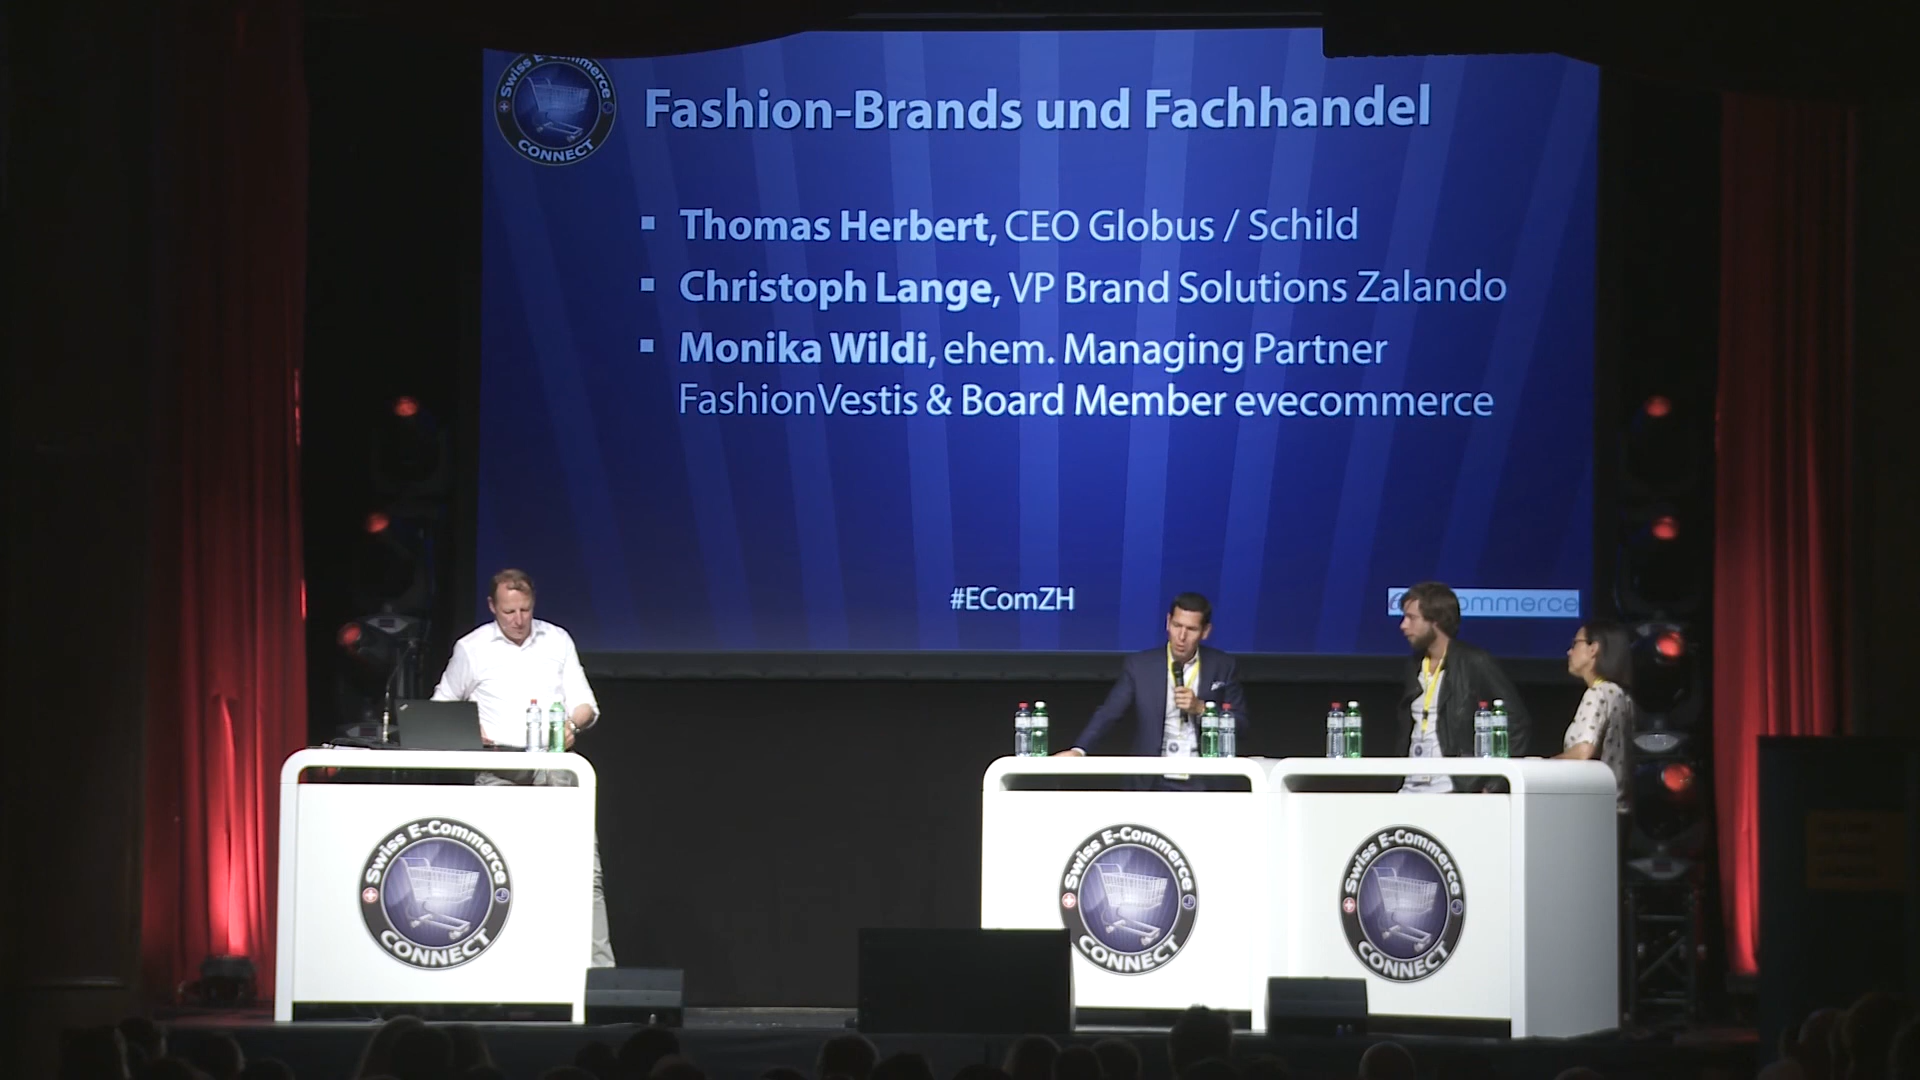 Swiss E-Commerce
CONNECT
Fashion-Brands und Fachhandel
Thomas Herbert, CEO Globus / Schild
Christoph Lange, VP Brand Solutions Zalando
Monika Wildi, ehem. Managing Partner
FashionVestis & Board Member evecommerce
#EComZH
Swiss E-Commerce
CONNECT
Swiss E-Commerce
CONNECT
Swiss E-Commerce
CONNECT